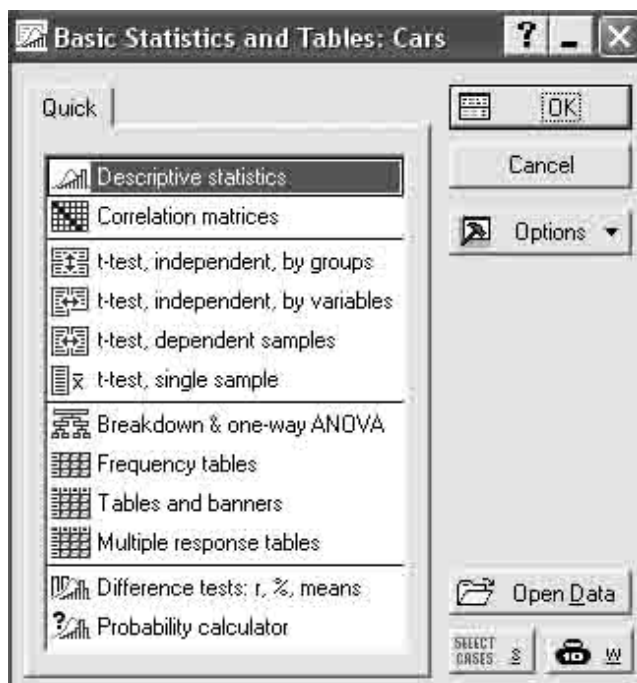 Basic Statistics and Tables: Cars
Quick
Descriptive statistics
Correlation matrices
t-test, independent, by groups
t-test, independent, by variables
t-test, dependent samples
t-test, single sample
Breakdown & one-way ANOVA
Frequency tables
Tables and banners
Multiple response tables
Difference tests: r, %, means
Probability calculator
OK
Cancel
Options
Open Data
SELECT
CASES S
W